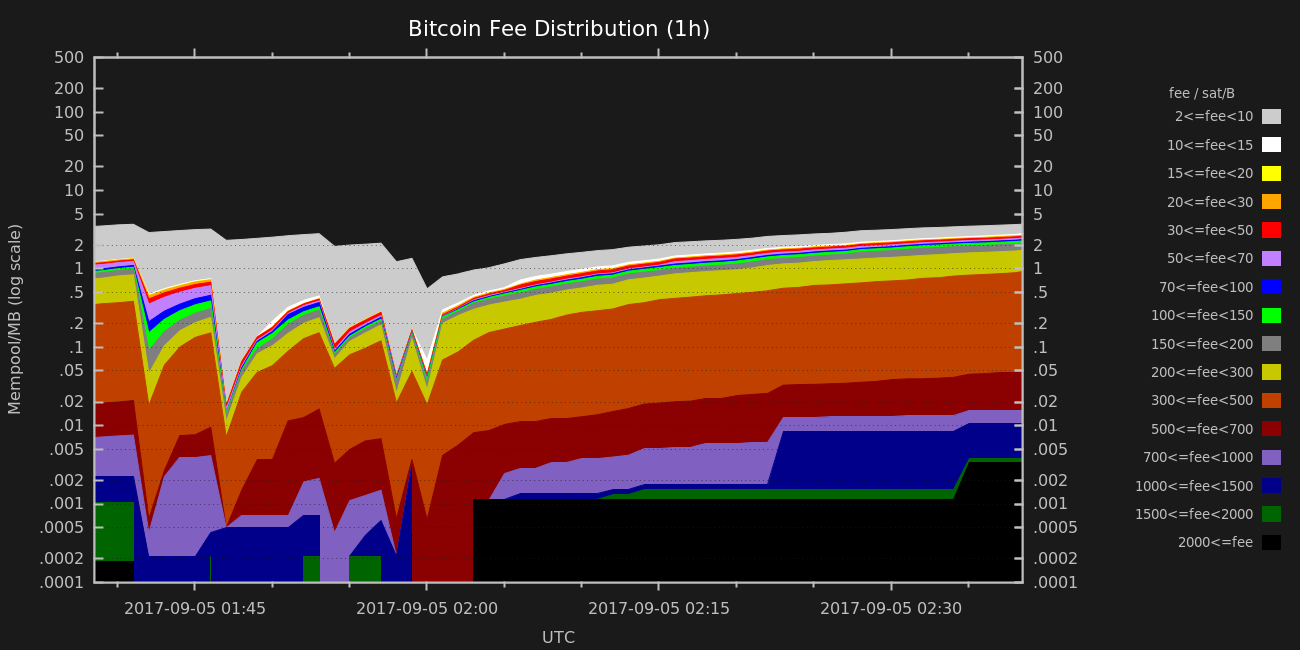 Bitcoin Fee Distribution (1h)
500 500
200 200
100 100
50 50
20 20
10 10
5 5
2 2
1 1
.5 .5
.2 .2
.1 .1
.05 .05
.02 .02
.01 .01
.005 .005
.002 .002
.001 .001
.0005 .0005
.0002 .0002
.0001 .0001
Mempool/MB (log scale)
2017-09-05 01:45 2017-09-05 02:00 2017-09-05 02:15 2017-09-05 02:30
UTC
fee / sat/B
2<=fee<10
10<=fee<15
15<=fee<20
20<=fee<30
30<=fee<50
50<=fee<70
70<=fee<100
100<=fee<150
150<=fee<200
200<=fee<300
300<=fee<500
500<=fee<700
700<=fee<1000
1000<=fee<1500
1500<=fee<2000
2000<=fee